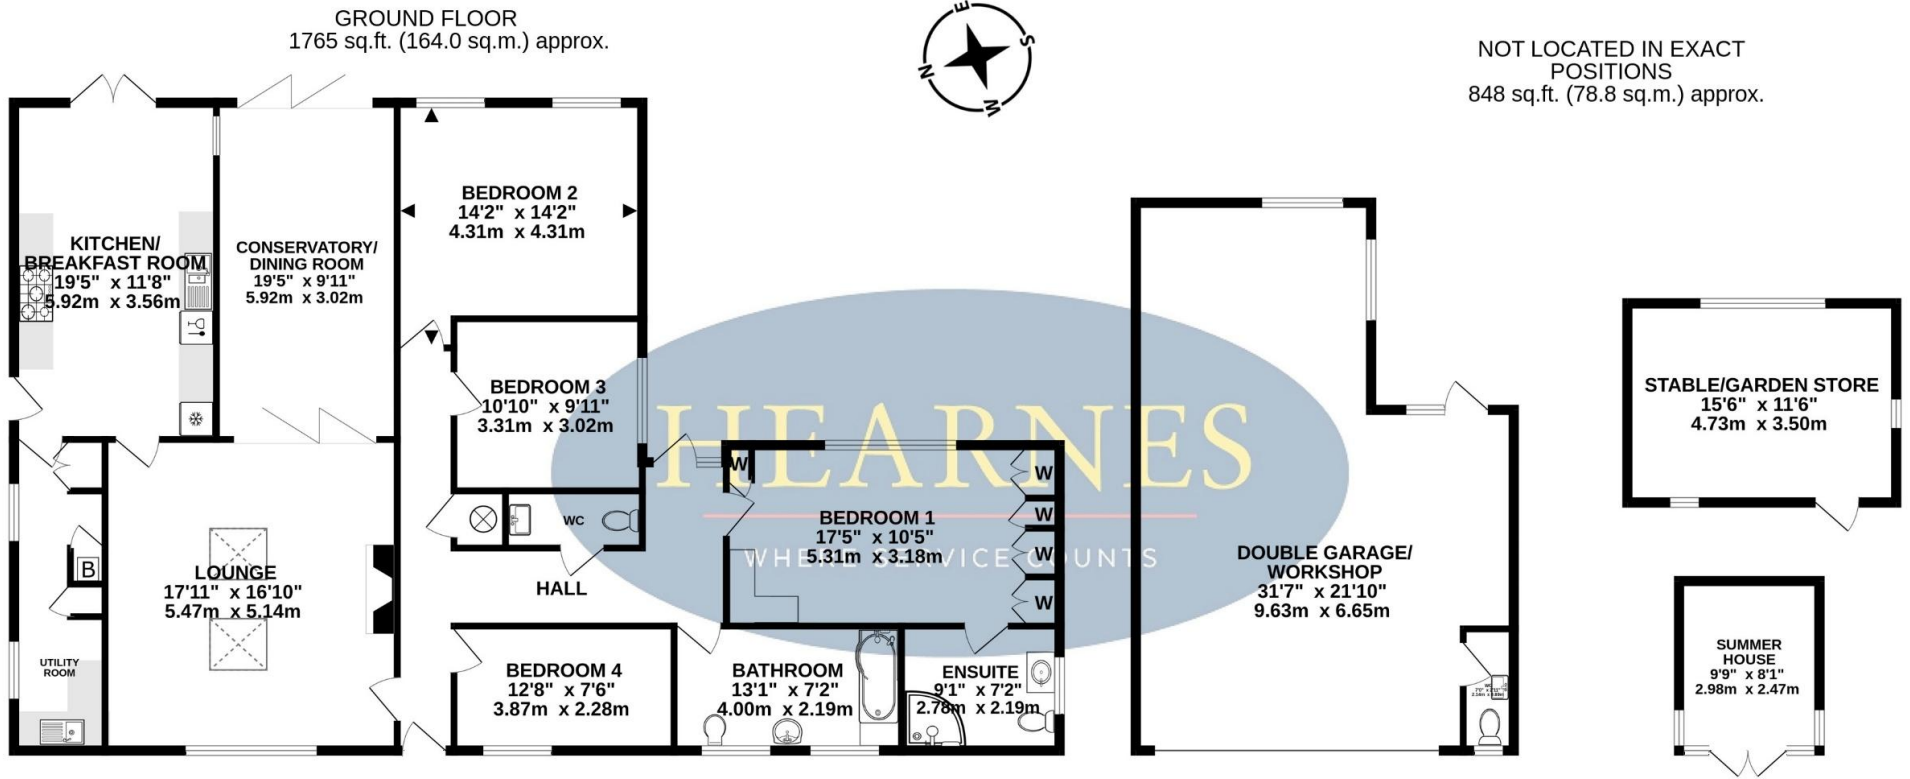 GROUND FLOOR
1765 sq.ft. (164.0 sq.m.) approx.
E
S
N
W
NOT LOCATED IN EXACT
POSITIONS
848 sq.ft. (78.8 sq.m.) approx.
KITCHEN/
BREAKFAST ROOM
19'5" x 11'8"
5.92m x 3.56m
CONSERVATORY/
DINING ROOM
19'5" x 9'11"
5.92m x 3.02m
BEDROOM 2
14'2" x 14'2"
4.31m x 4.31m
BEDROOM 3
10'10" x 9'11"
3.31m x 3.02m
HEARNES
WHERE SERVICE COUNTS
W
BEDROOM 1
17'5" x 10'5"
5.31m x 3.18m
W
W
W
W
WC
HALL
B
LOUNGE
17'11" x 16'10"
5.47m x 5.14m
UTILITY
ROOM
BEDROOM 4
12'8" x 7'6"
3.87m x 2.28m
BATHROOM
13'1" x 7'2"
4.00m x 2.19m
ENSUITE
9'1" x 7'2"
2.78m x 2.19m
DOUBLE GARAGE/
WORKSHOP
31'7" x 21'10"
9.63m x 6.65m
STABLE/GARDEN STORE
15'6" x 11'6"
4.73m x 3.50m
SUMMER
HOUSE
9'9" x 8'1"
2.98m x 2.47m